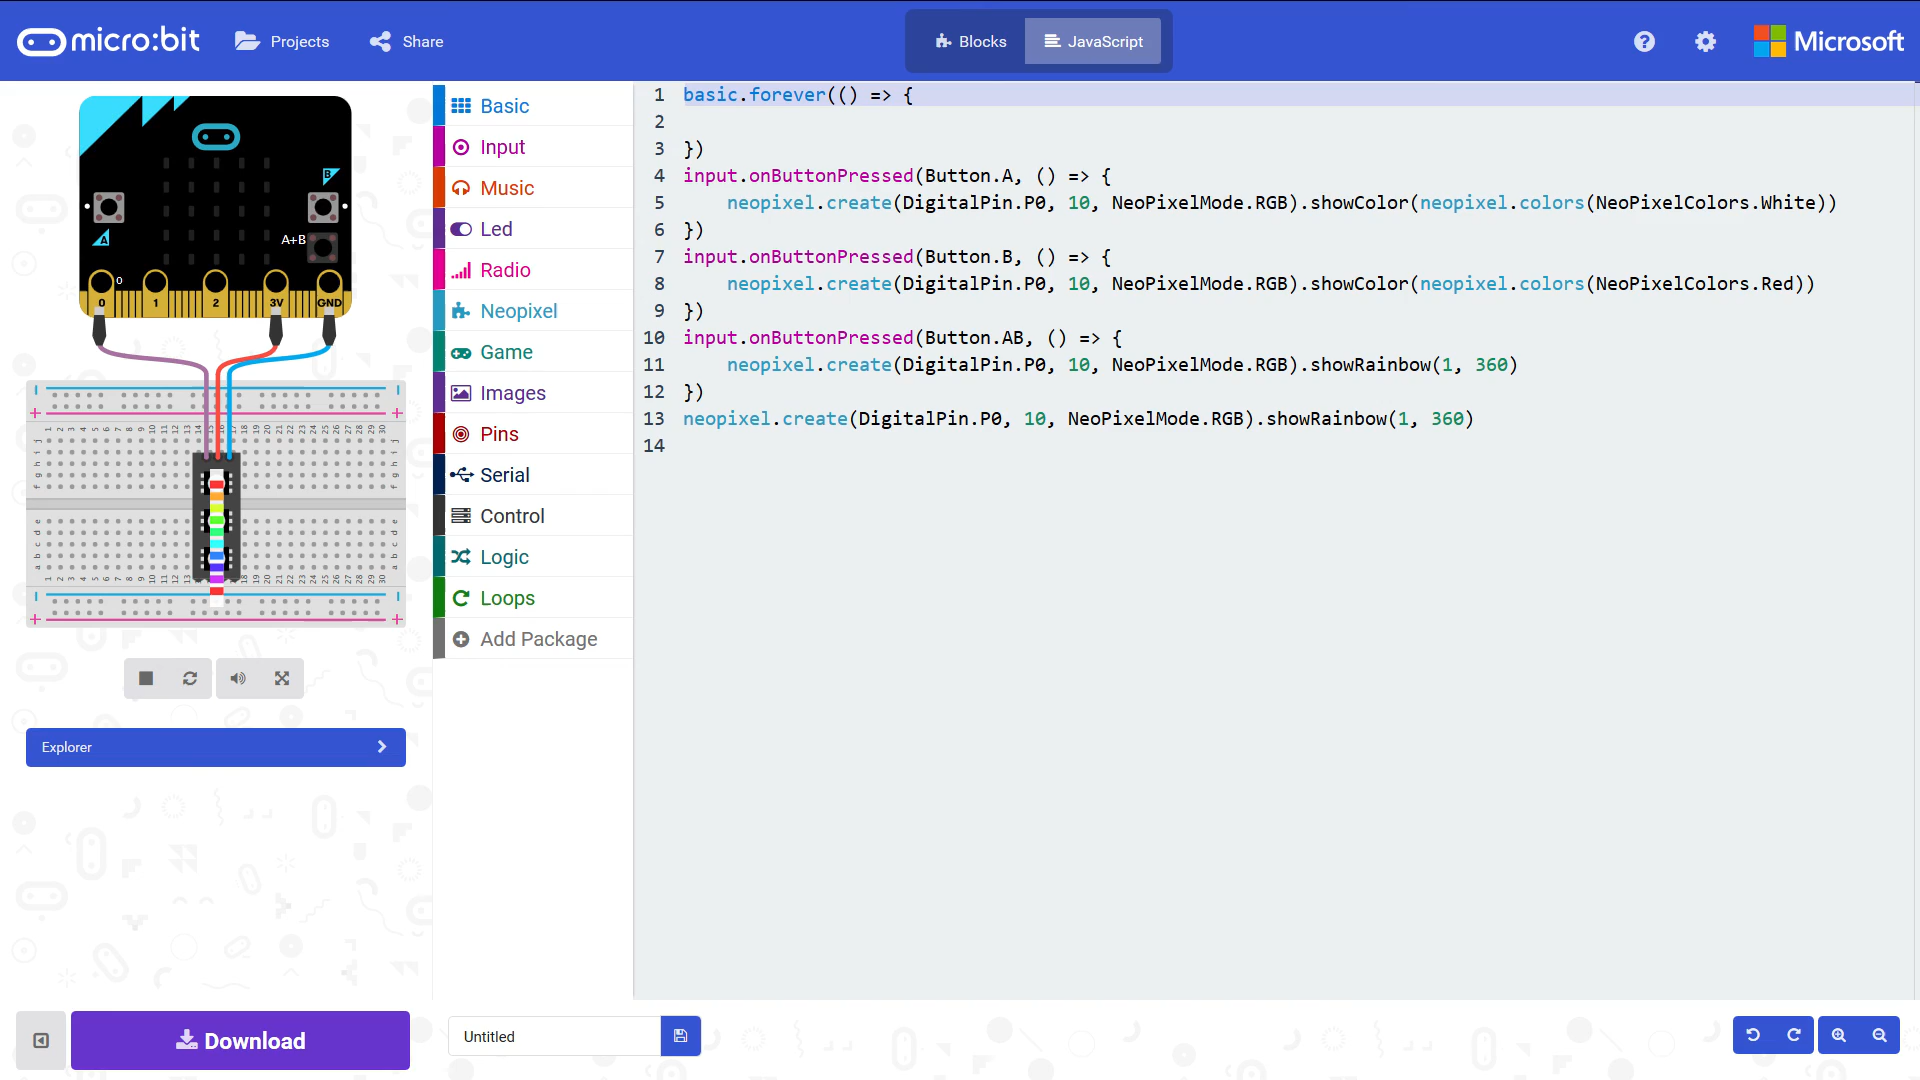 micro:bit
Projects
Share
Blocks
JavaScript
Microsoft
B
A
A+B
0
0 1 2 3V GND
Explorer
Download
Basic
Input
Music
Led
Radio
Neopixel
Game
Images
Pins
Serial
Control
Logic
Loops
Add Package
1 basic.forever(() => {
2
3 })
4 input.onButtonPressed(Button.A, () => {
5     neopixel.create(DigitalPin.P0, 10, NeoPixelMode.RGB).showColor(neopixel.colors(NeoPixelColors.White))
6 })
7 input.onButtonPressed(Button.B, () => {
8     neopixel.create(DigitalPin.P0, 10, NeoPixelMode.RGB).showColor(neopixel.colors(NeoPixelColors.Red))
9 })
10 input.onButtonPressed(Button.AB, () => {
11     neopixel.create(DigitalPin.P0, 10, NeoPixelMode.RGB).showRainbow(1, 360)
12 })
13 neopixel.create(DigitalPin.P0, 10, NeoPixelMode.RGB).showRainbow(1, 360)
14
Untitled